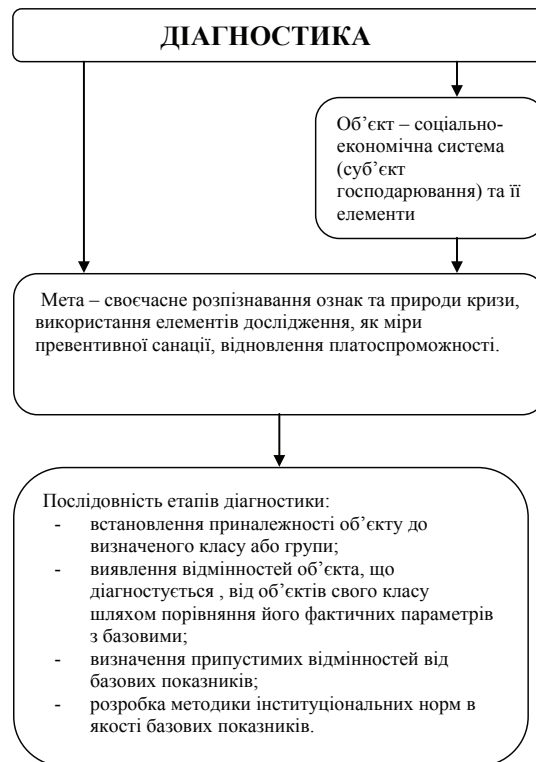 ДІАГНОСТИКА
Об’єкт – соціально-
економічна система
(суб’єкт
господарювання) та її
елементи
Мета – своєчасне розпізнавання ознак та природи кризи,
використання елементів дослідження, як міри
превентивної санації, відновлення платоспроможності.
Послідовність етапів діагностики:
- встановлення приналежності об’єкту до
визначеного класу або групи;
- виявлення відмінностей об’єкта, що
діагностується , від об’єктів свого класу
шляхом порівняння його фактичних параметрів
з базовими;
- визначення припустимих відмінностей від
базових показників;
- розробка методики інституціональних норм в
якості базових показників.